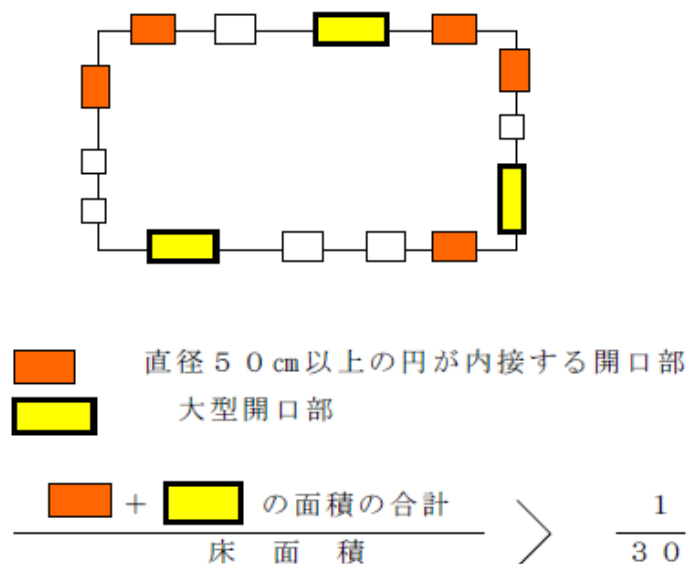 直径50㎝以上の円が内接する開口部
大型開口部
+ の面積の合計
床面積
> 1
30